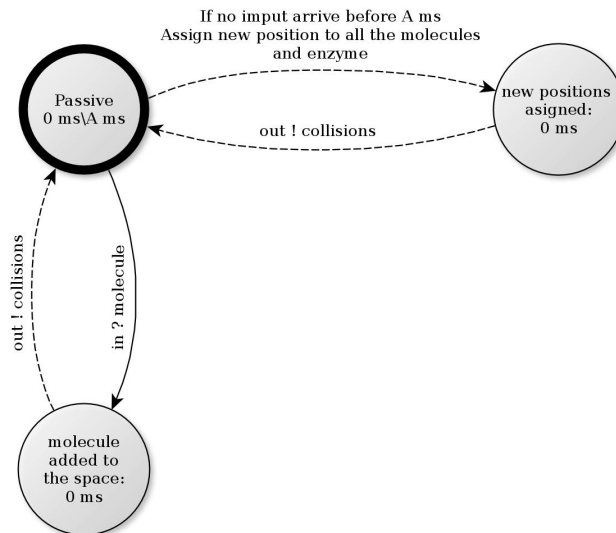 If no imput arrive before A ms
Assign new position to all the molecules
and enzyme
Passive
0 ms\A ms
new positions
asigned:
0 ms
out ! collisions
out ! collisions
in ? molecule
molecule
added to
the space:
0 ms